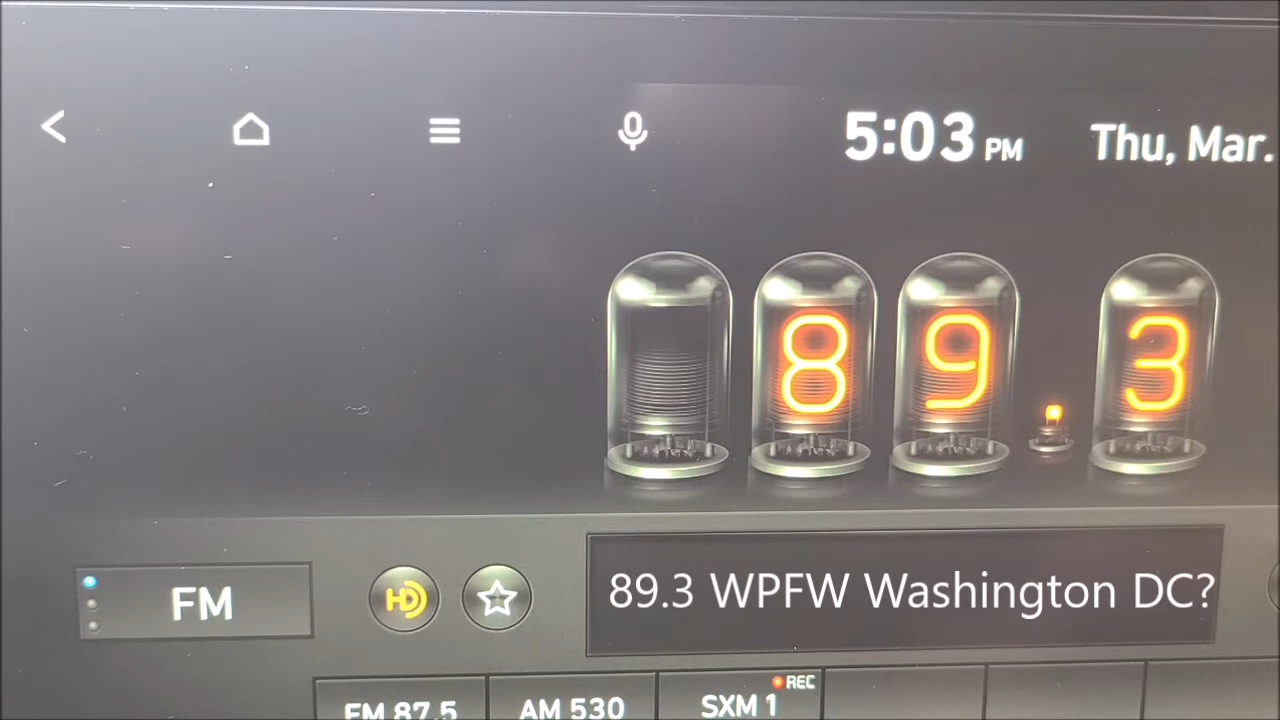 5:03 PM Thu, Mar.
89.3
FM HD 89.3 WPFW Washington DC?
REC
FM 87.5 AM 530 SXM 1